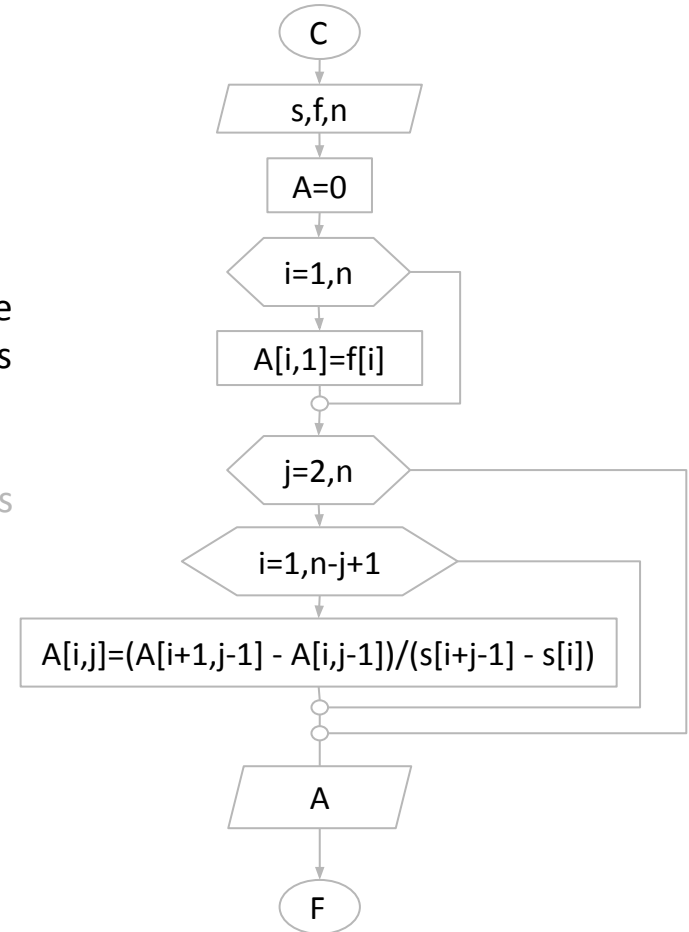 C
s,f,n
A=0
i=1,n
e
A[i,1]=f[i]
s
j=2,n
s
i=1,n-j+1
A[i,j]=(A[i+1,j-1] - A[i,j-1])/(s[i+j-1] - s[i])
A
F